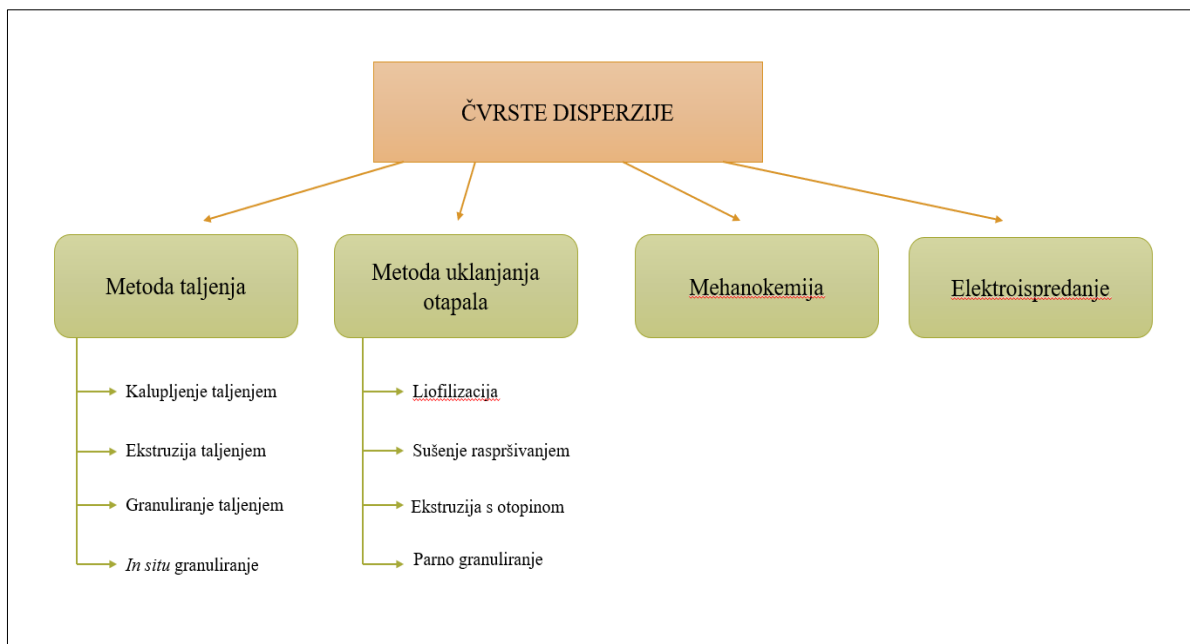 ČVRSTE DISPERZIJE
Metoda taljenja
Metoda uklanjanja
otapala
Mehanokemija
Elektroispredanje
Kalupljenje taljenjem
Ekstruzija taljenjem
Granuliranje taljenjem
In situ granuliranje
Liofilizacija
Sušenje raspršivanjem
Ekstruzija s otopinom
Parno granuliranje